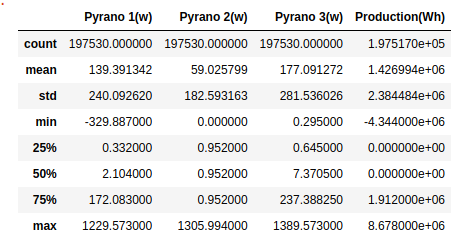 Pyrano 1(w) Pyrano 2(w) Pyrano 3(w) Production(Wh)
count 197530.000000 197530.000000 197530.000000 1.975170e+05
mean 139.391342 59.025799 177.091272 1.426994e+06
std 240.092620 182.593163 281.536026 2.384484e+06
min -329.887000 0.000000 0.295000 -4.344000e+06
25% 0.332000 0.952000 0.645000 0.000000e+00
50% 2.104000 0.952000 7.370500 0.000000e+00
75% 172.083000 0.952000 237.388250 1.912000e+06
max 1229.573000 1305.994000 1389.573000 8.678000e+06